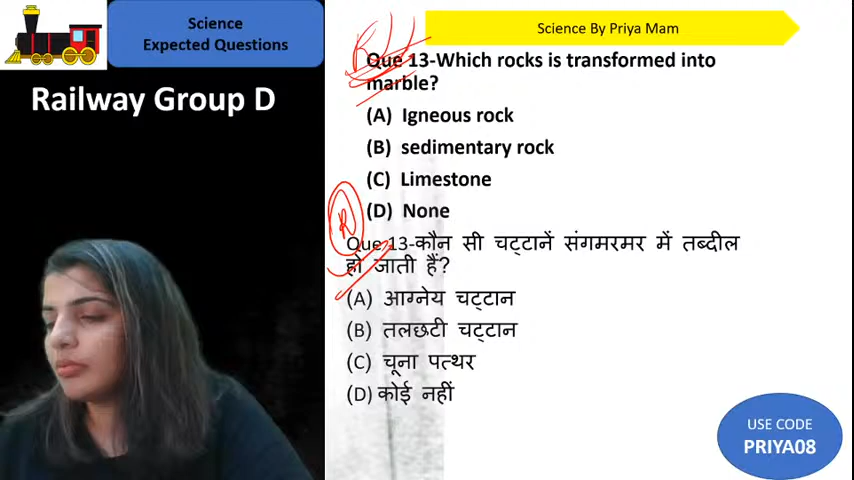 Science
Expected Questions
Railway Group D
Science By Priya Mam
Que 13-Which rocks is transformed into
marble?
(A) Igneous rock
(B) sedimentary rock
(C) Limestone
(D) None
R
Que 13-कौन सी चट्टानें संगमरमर में तब्दील
हो जाती हैं?
(A) आग्नेय चट्टान
(B) तलछटी चट्टान
(C) चूना पत्थर
(D) कोई नहीं
USE CODE
PRIYA08